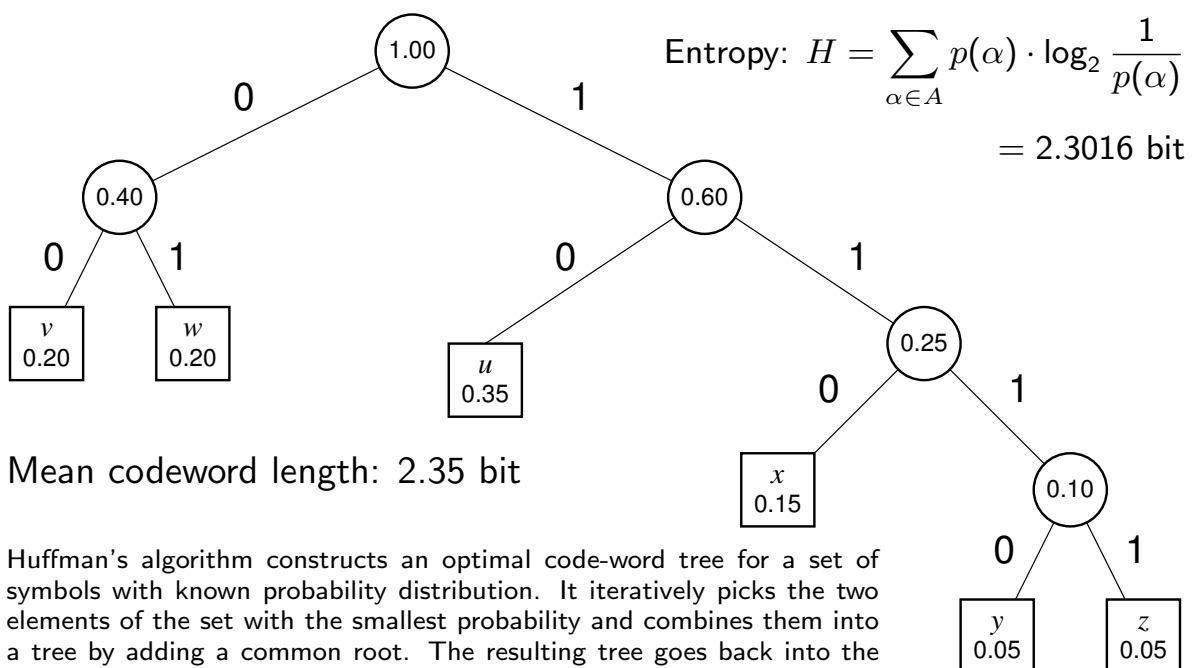 1.00
Entropy: H = ∑ α∈A p(α) · log₂ 1/p(α)
0 1
= 2.3016 bit
0.40 0.60
0 1 0 1
v w 0.25
0.20 0.20
u
0.35
0 1
Mean codeword length: 2.35 bit
x 0.10
0.15
Huffman's algorithm constructs an optimal code-word tree for a set of
symbols with known probability distribution. It iteratively picks the two
elements of the set with the smallest probability and combines them into
a tree by adding a common root. The resulting tree goes back into the
0 1
y z
0.05 0.05